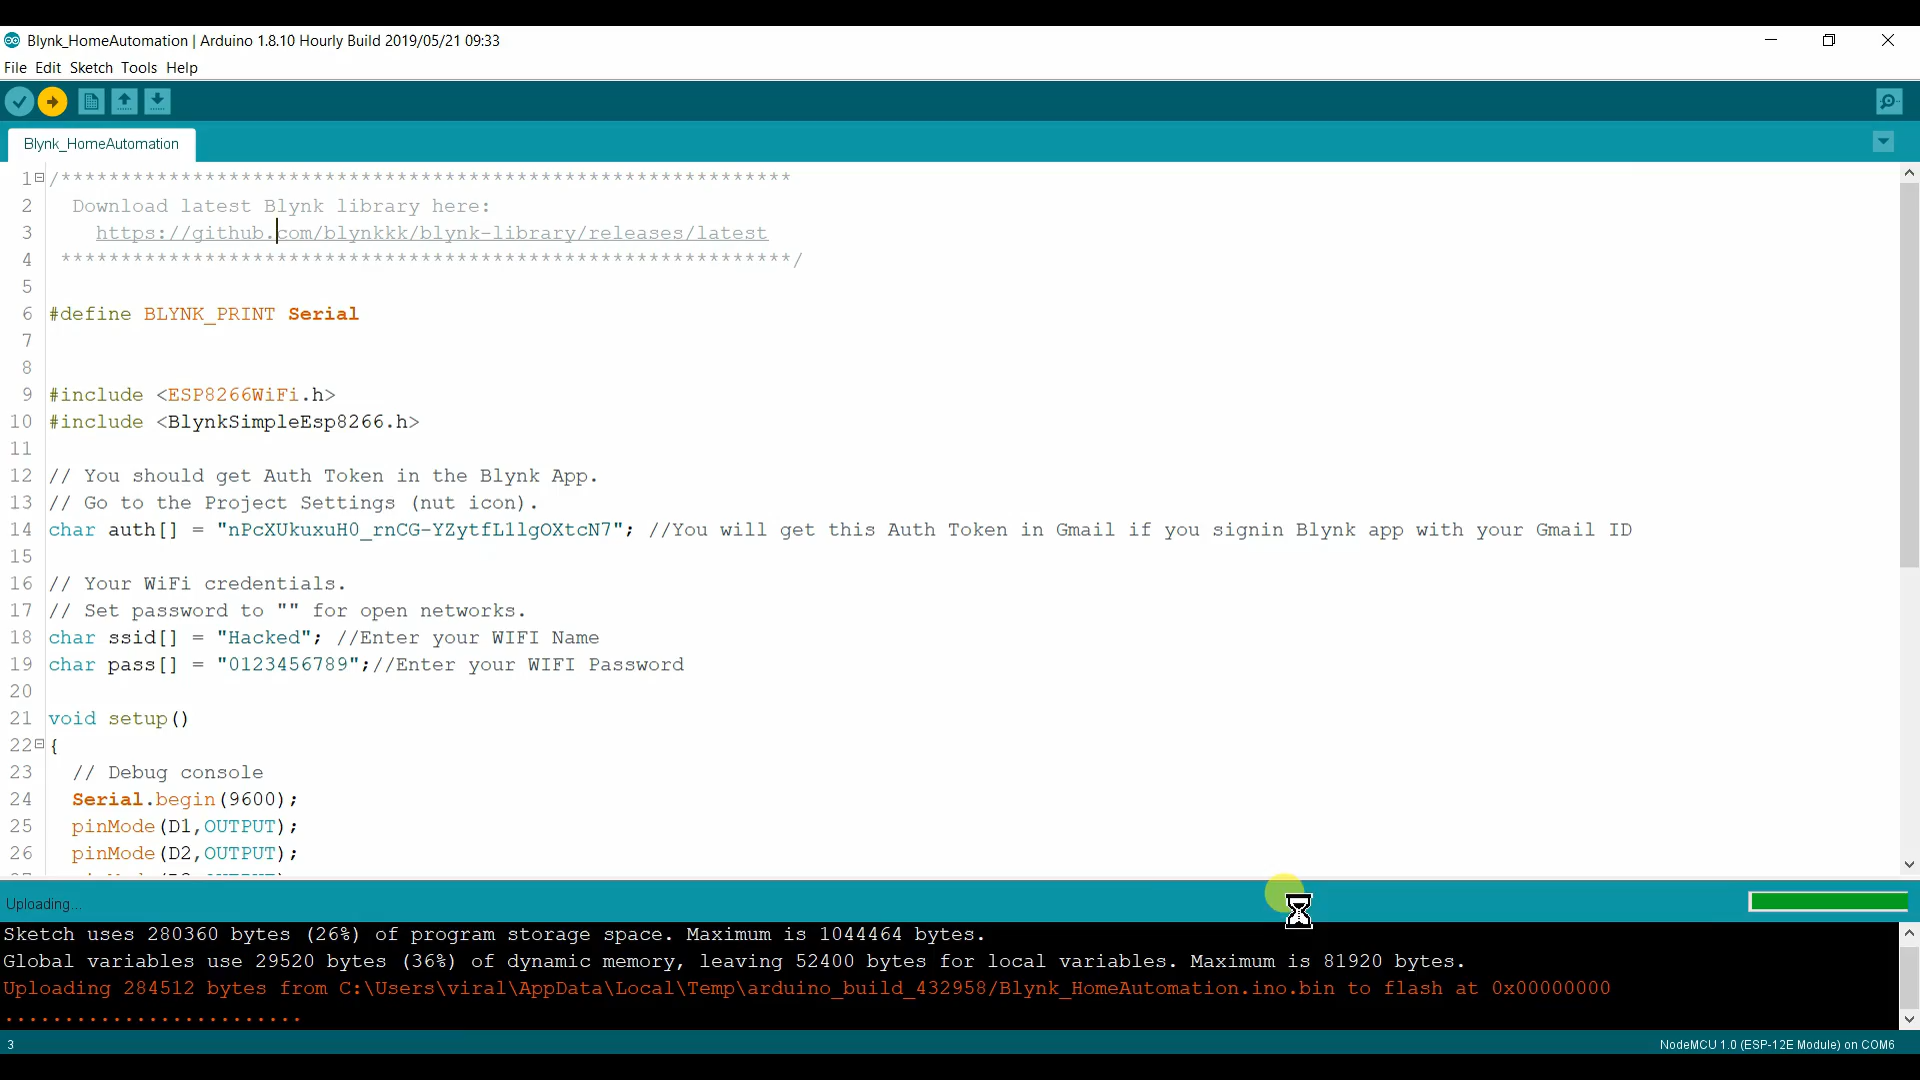 Blynk_HomeAutomation | Arduino 1.8.10 Hourly Build 2019/05/21 09:33
File Edit Sketch Tools Help
Blynk_HomeAutomation
1 /*************************************************************
2 Download latest Blynk library here:
3 https://github.com/blynkkk/blynk-library/releases/latest
4 *************************************************************/
5
6 #define BLYNK_PRINT Serial
7
8
9 #include <ESP8266WiFi.h>
10 #include <BlynkSimpleEsp8266.h>
11
12 // You should get Auth Token in the Blynk App.
13 // Go to the Project Settings (nut icon).
14 char auth[] = "nPcXUkuxuH0_rnCG-YZytfL1lgOXtcN7"; //You will get this Auth Token in Gmail if you signin Blynk app with your Gmail ID
15
16 // Your WiFi credentials.
17 // Set password to "" for open networks.
18 char ssid[] = "Hacked"; //Enter your WIFI Name
19 char pass[] = "0123456789";//Enter your WIFI Password
20
21 void setup()
22 {
23 // Debug console
24 Serial.begin(9600);
25 pinMode(D1,OUTPUT);
26 pinMode(D2,OUTPUT);
Uploading...
Sketch uses 280360 bytes (26%) of program storage space. Maximum is 1044464 bytes.
Global variables use 29520 bytes (36%) of dynamic memory, leaving 52400 bytes for local variables. Maximum is 81920 bytes.
Uploading 284512 bytes from C:\Users\viral\AppData\Local\Temp\arduino_build_432958/Blynk_HomeAutomation.ino.bin to flash at 0x00000000
.........................
3
NodeMCU 1.0 (ESP-12E Module) on COM6